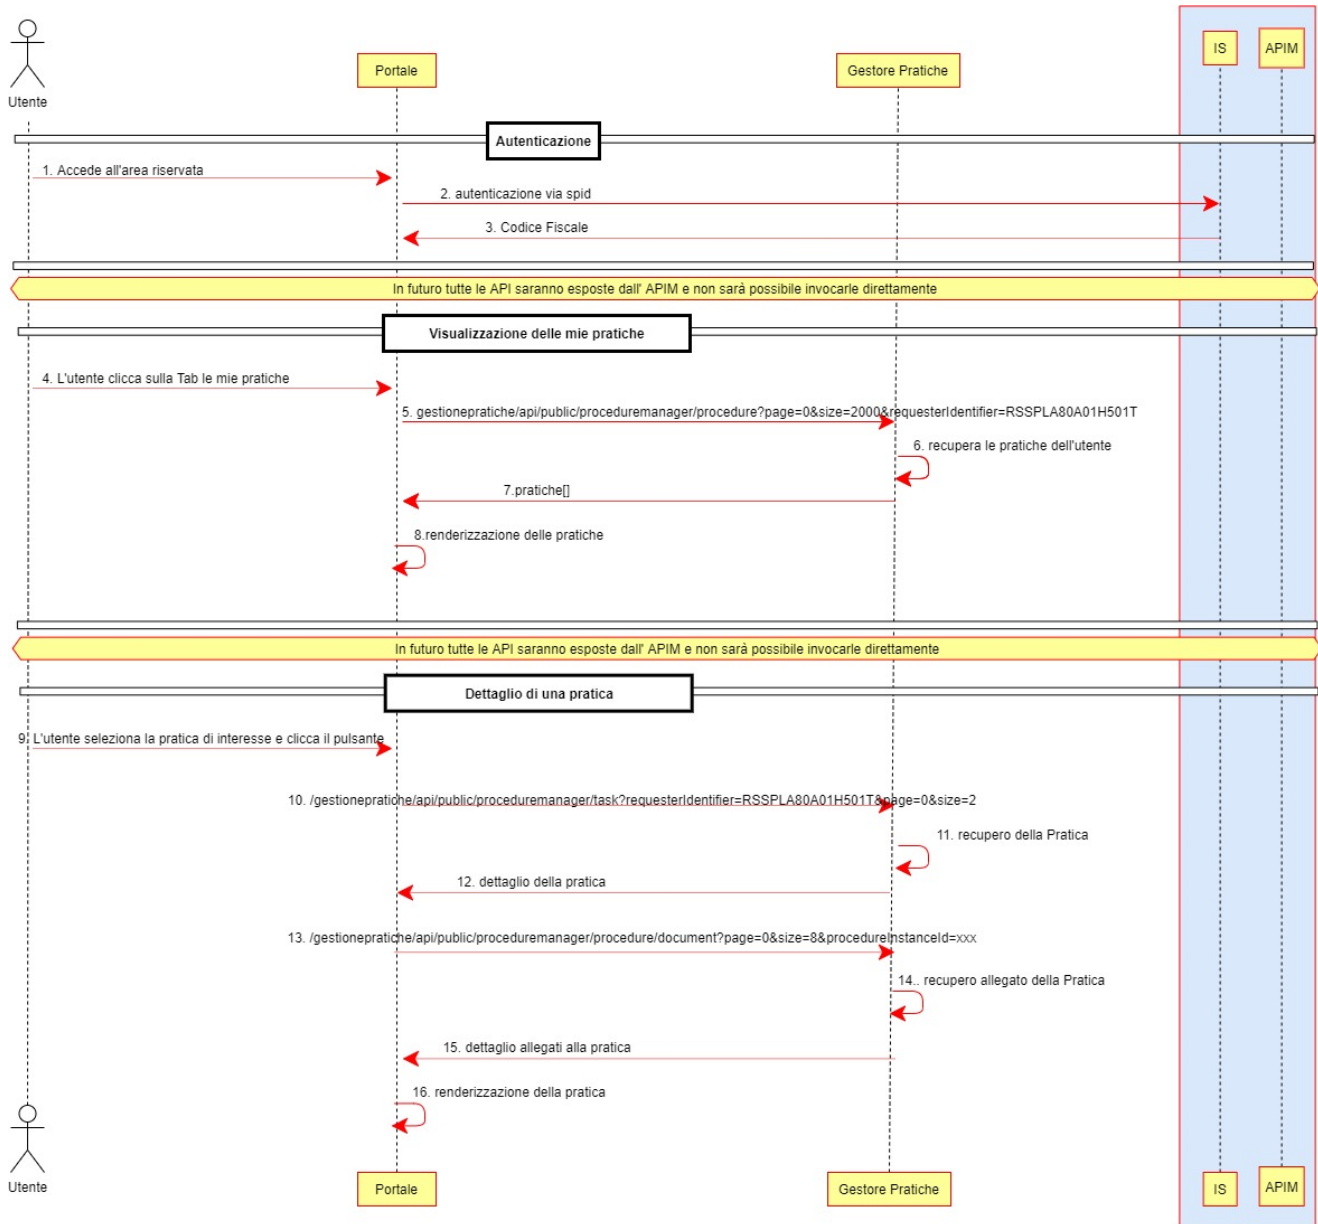 IS
APIM
Portale
Gestore Pratiche
Utente
Autenticazione
1. Accede all'area riservata
2. autenticazione via spid
3. Codice Fiscale
In futuro tutte le API saranno esposte dall' APIM e non sarà possibile invocarle direttamente
Visualizzazione delle mie pratiche
4. L'utente clicca sulla Tab le mie pratiche
5. gestionepratiche/api/public/proceduremanager/procedure?page=0&size=2000&requesterIdentifier=RSSPLA80A01H501T
6. recupera le pratiche dell'utente
7.pratiche[]
8.renderizzazione delle pratiche
In futuro tutte le API saranno esposte dall' APIM e non sarà possibile invocarle direttamente
Dettaglio di una pratica
9. L'utente seleziona la pratica di interesse e clicca il pulsante
10. /gestionepratiche/api/public/proceduremanager/task?requesterIdentifier=RSSPLA80A01H501T&page=0&size=2
11. recupero della Pratica
12. dettaglio della pratica
13. /gestionepratiche/api/public/proceduremanager/procedure/document?page=0&size=8&procedureInstanceId=xxx
14.. recupero allegato della Pratica
15. dettaglio allegati alla pratica
16. renderizzazione della pratica
Utente
Portale
Gestore Pratiche
IS
APIM